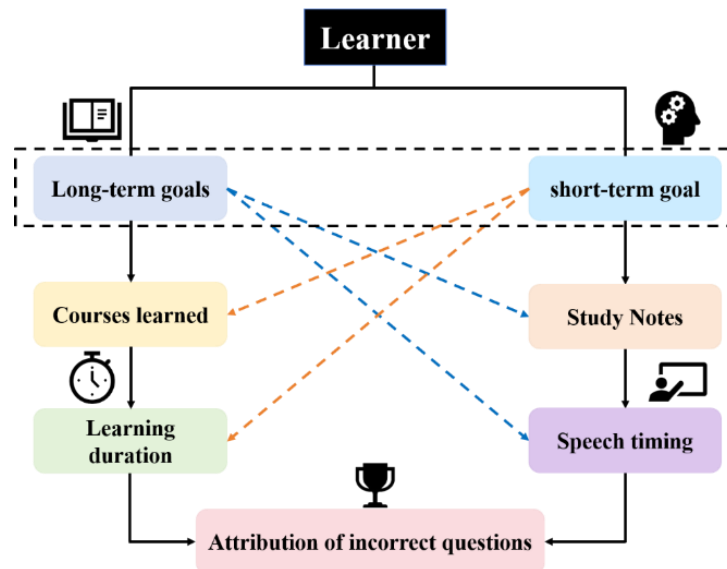 Learner
Long-term goals
short-term goal
Courses learned
Study Notes
Learning
duration
Speech timing
Attribution of incorrect questions